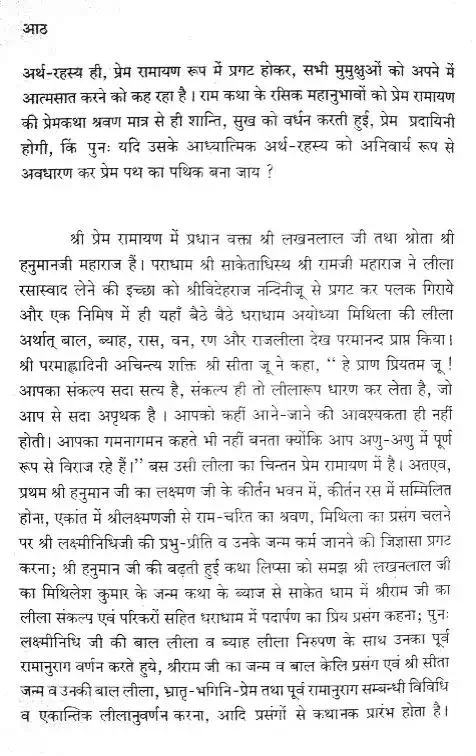 आठ
अर्थ-रहस्य ही, प्रेम रामायण रूप में प्रगट होकर, सभी मुमुक्षुओं को अपने में
आत्मसात करने को कह रहा है। राम कथा के रसिक महानुभावों को प्रेम रामायण
की प्रेमकथा श्रवण मात्र से ही शान्ति, सुख को वर्धन करती हुई, प्रेम प्रदायिनी
होगी, किं पुनः यदि उसके आध्यात्मिक अर्थ-रहस्य को अनिवार्य रूप से
अवधारण कर प्रेम पथ का पथिक बना जाय ?
श्री प्रेम रामायण में प्रधान वक्ता श्री लखनलाल जी तथा श्रोता श्री
हनुमानजी महाराज हैं। पराधाम श्री साकेताधिस्थ श्री रामजी महाराज ने लीला
रसास्वाद लेने की इच्छा को श्रीविदेहराज नन्दिनीजू से प्रगट कर पलक गिराये
और एक निमिष में ही यहाँ बैठे बैठे धराधाम अयोध्या मिथिला की लीला
अर्थात् बाल, ब्याह, रास, वन, रण और राजलीला देख परमानन्द प्राप्त किया।
श्री परमाह्लादिनी अचिन्त्य शक्ति श्री सीता जू ने कहा, “ हे प्राण प्रियतम जू !
आपका संकल्प सदा सत्य है, संकल्प ही तो लीलारूप धारण कर लेता है, जो
आप से सदा अपृथक है । आपको कहीं आने-जाने की आवश्यकता ही नहीं
होती। आपका गमनागमन कहते भी नहीं बनता क्योंकि आप अणु-अणु में पूर्ण
रूप से विराज रहे हैं।” बस उसी लीला का चिन्तन प्रेम रामायण में है। अतएव,
प्रथम श्री हनुमान जी का लक्ष्मण जी के कीर्तन भवन में, कीर्तन रस में सम्मिलित
होना, एकांत में श्रीलक्ष्मणजी से राम-चरित का श्रवण, मिथिला का प्रसंग चलने
पर श्री लक्ष्मीनिधिजी की प्रभु-प्रीति व उनके जन्म कर्म जानने की जिज्ञासा प्रगट
करना; श्री हनुमान जी की बढ़ती हुई कथा लिप्सा को समझ श्री लखनलाल जी
का मिथिलेश कुमार के जन्म कथा के ब्याज से साकेत धाम में श्रीराम जी का
लीला संकल्प एवं परिकरों सहित धराधाम में पदार्पण का प्रिय प्रसंग कहना; पुनः
लक्ष्मीनिधि जी की बाल लीला व ब्याह लीला निरुपण के साथ उनका पूर्व
रामानुराग वर्णन करते हुये, श्रीराम जी का जन्म व बाल केलि प्रसंग एवं श्री सीता
जन्म व उनकी बाल लीला, भ्रातृ-भगिनि-प्रेम तथा पूर्व रामानुराग सम्बन्धी विविधि
व एकान्तिक लीलानुवर्णन करना, आदि प्रसंगों से कथानक प्रारंभ होता है।